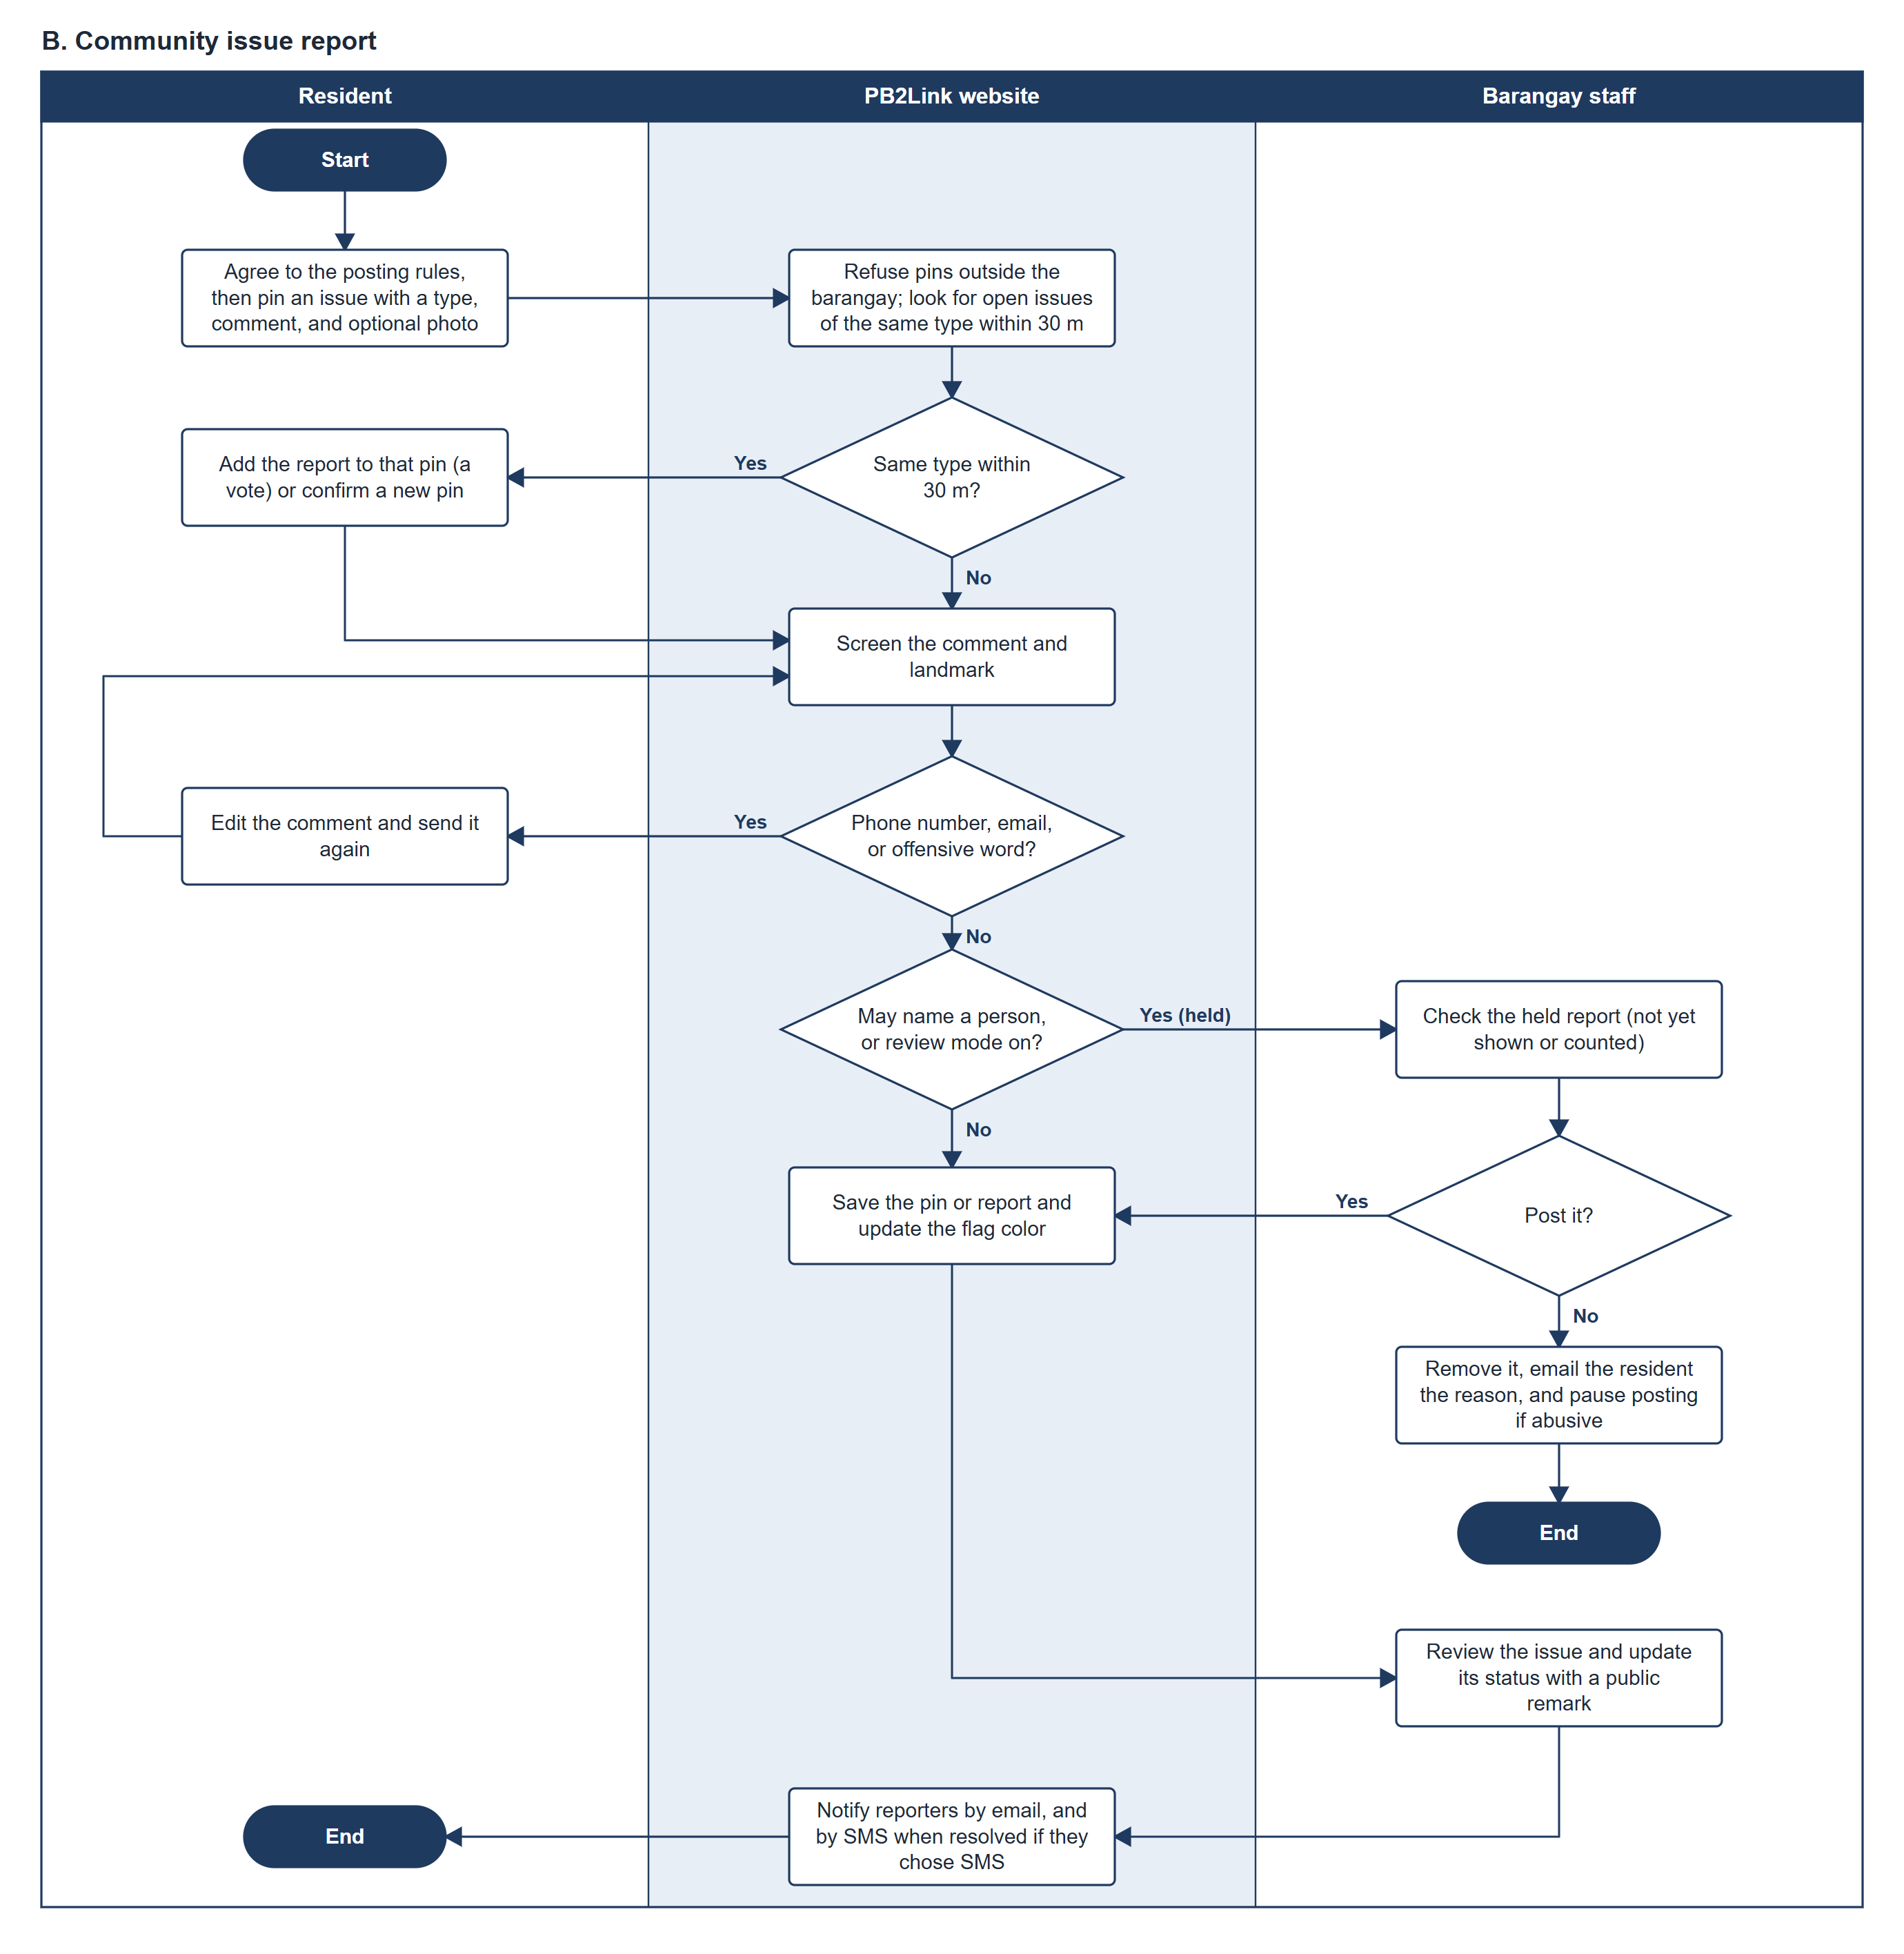 B. Community issue report
Resident
PB2Link website
Barangay staff
Start
Agree to the posting rules,
then pin an issue with a type,
comment, and optional photo
Refuse pins outside the
barangay; look for open issues
of the same type within 30 m
Add the report to that pin (a
vote) or confirm a new pin
Yes
Same type within
30 m?
No
Screen the comment and
landmark
Edit the comment and send it
again
Yes
Phone number, email,
or offensive word?
No
May name a person,
or review mode on?
Yes (held)
Check the held report (not yet
shown or counted)
No
Save the pin or report and
update the flag color
Yes
Post it?
No
Remove it, email the resident
the reason, and pause posting
if abusive
End
Review the issue and update
its status with a public
remark
Notify reporters by email, and
by SMS when resolved if they
chose SMS
End